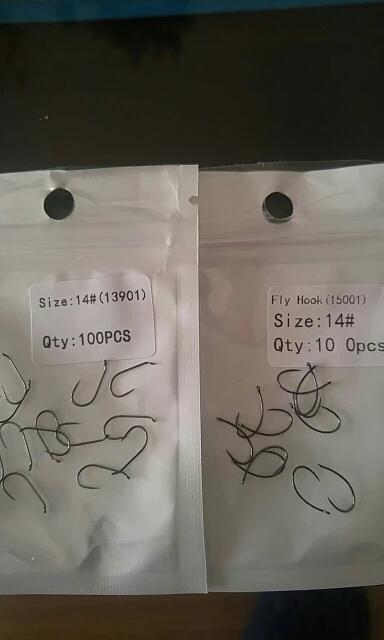 Size:14#(13901)
Qty:100PCS
Fly Hook(15001)
Size:14#
Qty:10 0pcs